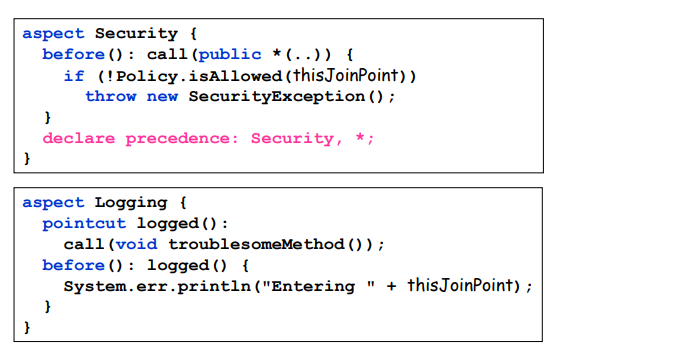 aspect Security {
  before(): call(public *(..)) {
    if (!Policy.isAllowed(thisJoinPoint))
      throw new SecurityException();
  }
  declare precedence: Security, *;
}
aspect Logging {
  pointcut logged():
    call(void troublesomeMethod());
  before(): logged() {
    System.err.println("Entering " + thisJoinPoint);
  }
}